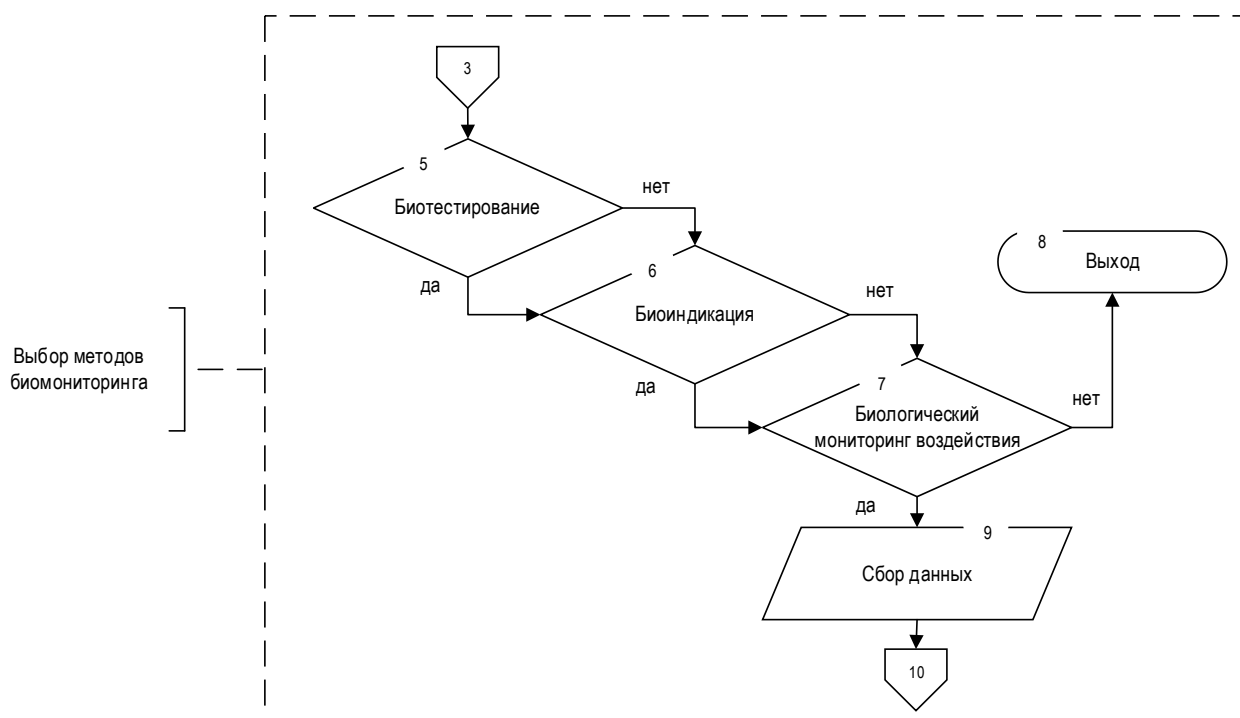 3
5
Биотестирование
нет
да
6
Биоиндикация
нет
да
8
Выход
Выбор методов
биомониторинга
7
Биологический
мониторинг воздействия
нет
да
9
Сбор данных
10